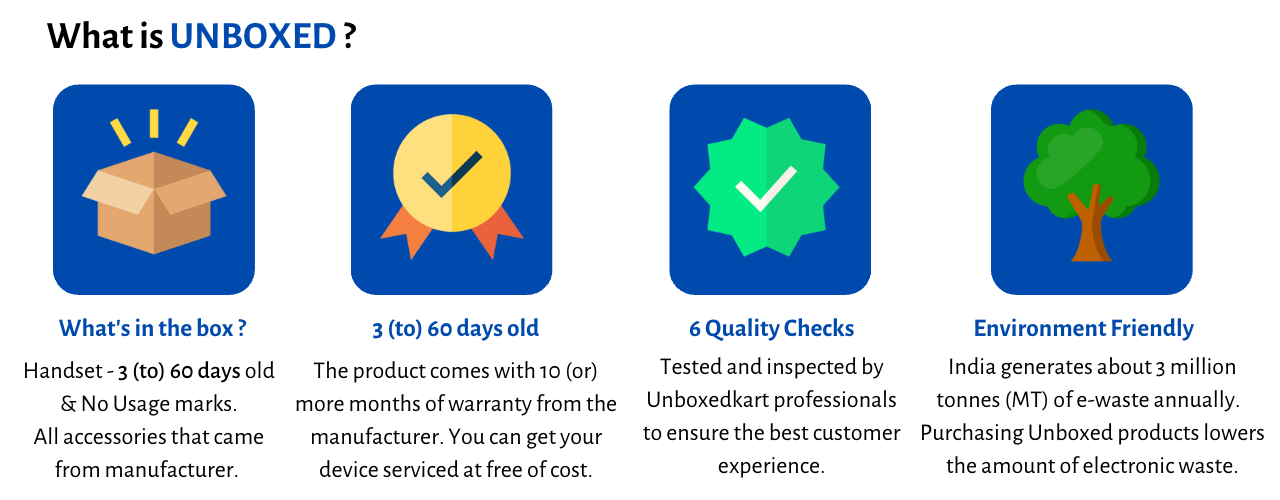 What is UNBOXED ?
What's in the box ?
Handset - 3 (to) 60 days old
& No Usage marks.
All accessories that came
from manufacturer.
3 (to) 60 days old
The product comes with 10 (or)
more months of warranty from the
manufacturer. You can get your
device serviced at free of cost.
6 Quality Checks
Tested and inspected by
Unboxedkart professionals
to ensure the best customer
experience.
Environment Friendly
India generates about 3 million
tonnes (MT) of e-waste annually.
Purchasing Unboxed products lowers
the amount of electronic waste.